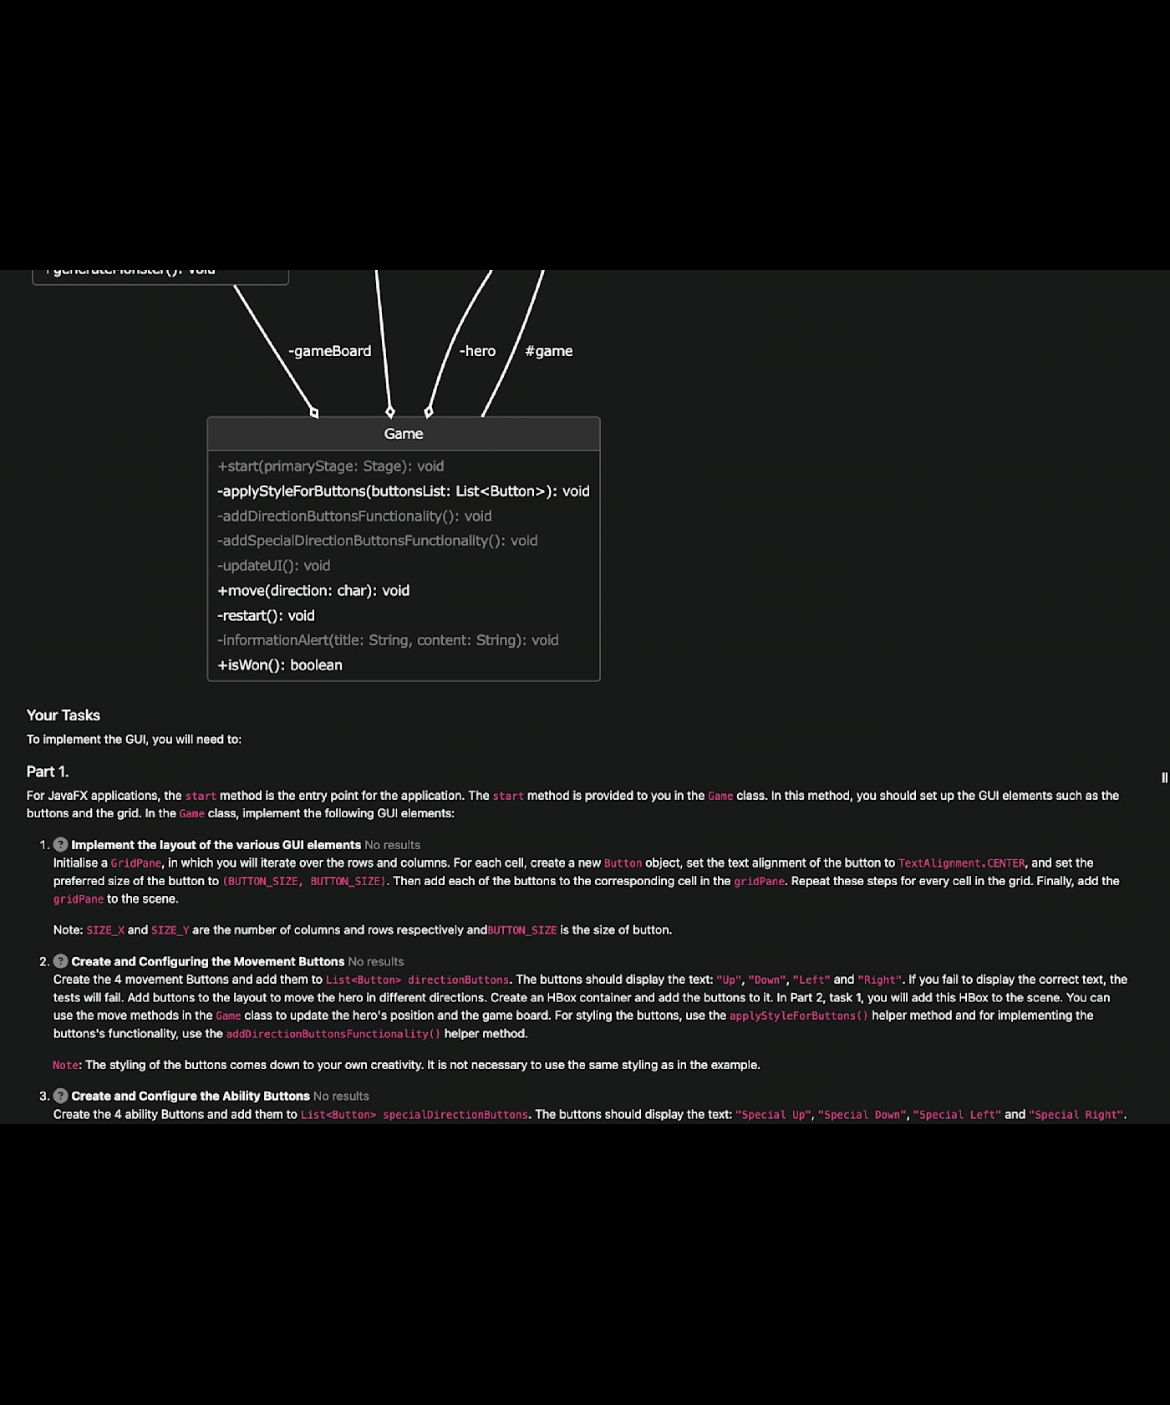 +generateMonster(): void
-gameBoard
-hero
#game
Game
+start(primaryStage: Stage): void
-applyStyleForButtons(buttonsList: List<Button>): void
-addDirectionButtonsFunctionality(): void
-addSpecialDirectionButtonsFunctionality(): void
-updateUI(): void
+move(direction: char): void
-restart(): void
-informationAlert(title: String, content: String): void
+isWon(): boolean
Your Tasks
To implement the GUI, you will need to:
Part 1.
For JavaFX applications, the start method is the entry point for the application. The start method is provided to you in the Game class. In this method, you should set up the GUI elements such as the
buttons and the grid. In the Game class, implement the following GUI elements:
1. ? Implement the layout of the various GUI elements No results
Initialise a GridPane, in which you will iterate over the rows and columns. For each cell, create a new Button object, set the text alignment of the button to TextAlignment.CENTER, and set the
preferred size of the button to (BUTTON_SIZE, BUTTON_SIZE). Then add each of the buttons to the corresponding cell in the gridPane. Repeat these steps for every cell in the grid. Finally, add the
gridPane to the scene.
Note: SIZE_X and SIZE_Y are the number of columns and rows respectively andBUTTON_SIZE is the size of button.
2. ? Create and Configuring the Movement Buttons No results
Create the 4 movement Buttons and add them to List<Button> directionButtons. The buttons should display the text: "Up", "Down", "Left" and "Right". If you fail to display the correct text, the
tests will fail. Add buttons to the layout to move the hero in different directions. Create an HBox container and add the buttons to it. In Part 2, task 1, you will add this HBox to the scene. You can
use the move methods in the Game class to update the hero's position and the game board. For styling the buttons, use the applyStyleForButtons() helper method and for implementing the
buttons's functionality, use the addDirectionButtonsFunctionality() helper method.
Note: The styling of the buttons comes down to your own creativity. It is not necessary to use the same styling as in the example.
3. ? Create and Configure the Ability Buttons No results
Create the 4 ability Buttons and add them to List<Button> specialDirectionButtons. The buttons should display the text: "Special Up", "Special Down", "Special Left" and "Special Right".